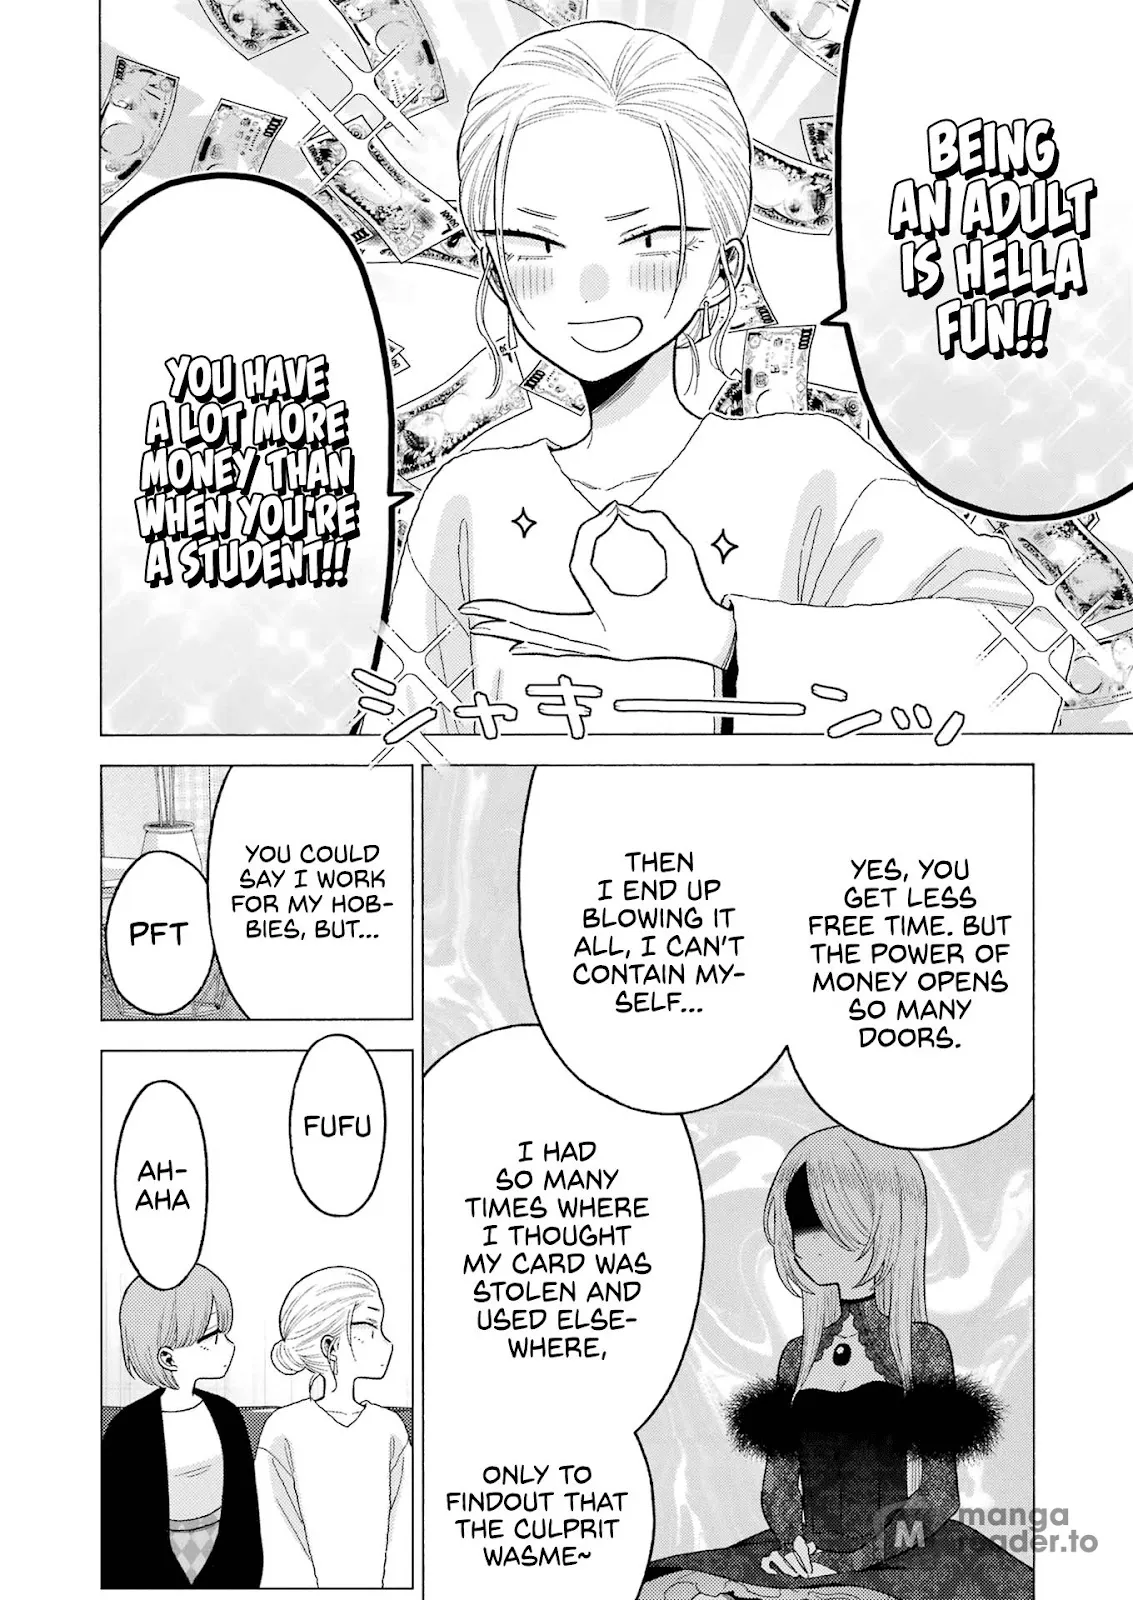 BEING
AN ADULT
IS HELLA
FUN!!
YOU HAVE
A LOT MORE
MONEY THAN
WHEN YOU'RE
A STUDENT!!
シャキーンッ
YES, YOU
GET LESS
FREE TIME. BUT
THE POWER OF
MONEY OPENS
SO MANY
DOORS.
THEN
I END UP
BLOWING IT
ALL, I CAN'T
CONTAIN MY-
SELF...
I HAD
SO MANY
TIMES WHERE
I THOUGHT
MY CARD WAS
STOLEN AND
USED ELSE-
WHERE,
ONLY TO
FINDOUT THAT
THE CULPRIT
WASME~
YOU COULD
SAY I WORK
FOR MY HOB-
BIES, BUT...
PFT
FUFU
AH-
AHA
M manga
reader.to